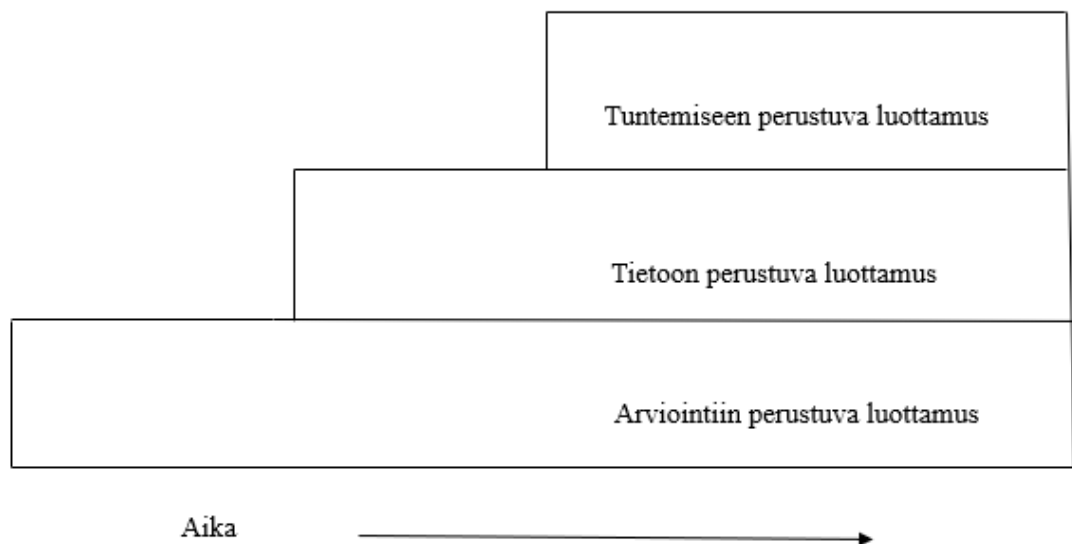 Tuntemiseen perustuva luottamus
Tietoon perustuva luottamus
Arviointiin perustuva luottamus
Aika